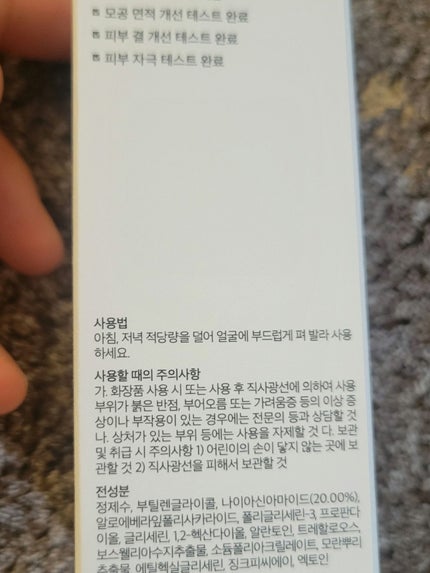 모공 면적 개선 테스트 완료
피부 결 개선 테스트 완료
피부 자극 테스트 완료
사용법
아침, 저녁 적당량을 덜어 얼굴에 부드럽게 펴 발라 사용
하세요.
사용할 때의 주의사항
가. 화장품 사용 시 또는 사용 후 직사광선에 의하여 사용
부위가 붉은 반점, 부어오름 또는 가려움증 등의 이상 증
상이나 부작용이 있는 경우에는 전문의 등과 상담할 것
나. 상처가 있는 부위 등에는 사용을 자제할 것 다. 보관
및 취급 시 주의사항 1) 어린이의 손이 닿지 않는 곳에 보
관할 것 2) 직사광선을 피해서 보관할 것
전성분
정제수, 부틸렌글라이콜, 나이아신아마이드(20.00%),
알로에베라잎폴리사카라이드, 폴리글리세린-3, 프로판다
이올, 글리세린, 1,2-헥산다이올, 알란토인, 트레할로오스,
보스웰리아수지추출물, 소듐폴리아크릴레이트, 모란뿌리
추출물, 에틸헥실글리세린, 징크피씨에이, 엑토인